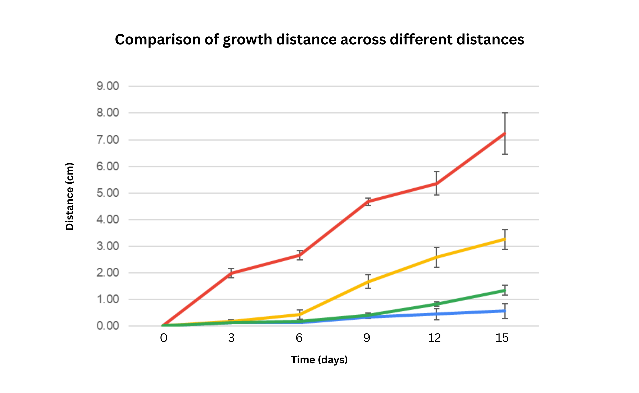 Comparison of growth distance across different distances
9.00
8.00
7.00
6.00
5.00
4.00
3.00
2.00
1.00
0.00
Distance (cm)
0 3 6 9 12 15
Time (days)